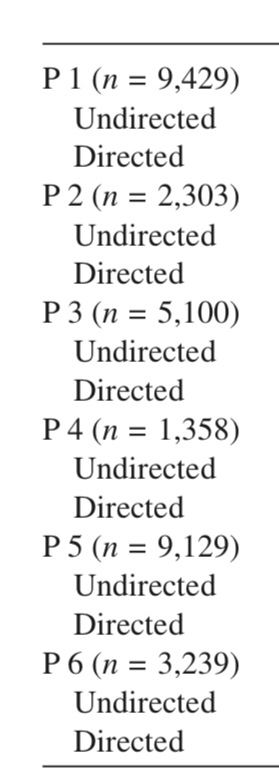 P 1 (n = 9,429)
Undirected
Directed
P 2 (n = 2,303)
Undirected
Directed
P 3 (n = 5,100)
Undirected
Directed
P 4 (n = 1,358)
Undirected
Directed
P 5 (n = 9,129)
Undirected
Directed
P 6 (n = 3,239)
Undirected
Directed